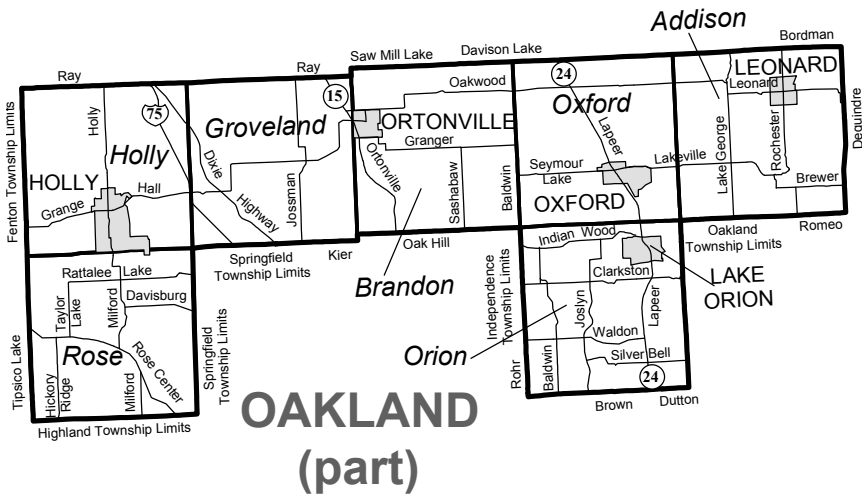 Addison
Bordman
Saw Mill Lake
Davison Lake
Ray
Ray
24
LEONARD
Leonard
Oakwood
15
Oxford
75
Holly
Groveland
ORTONVILLE
Granger
Lapeer
Dequindre
Fenton Township Limits
Holly
Dixie
Highway
Jossman
Ortonville
Sashabaw
Baldwin
Seymour
Lake
Lakeville
Lake George
Rochester
Brewer
HOLLY
Hall
Grange
OXFORD
Romeo
Oakland
Township Limits
Indian Wood
Oak Hill
Kier
Springfield
Township Limits
Brandon
Rattalee Lake
Taylor
Lake
Milford
Davisburg
Clarkston
LAKE
ORION
Independence
Township Limits
Joslyn
Lapeer
Waldon
Silver Bell
Orion
Rose
Rose Center
Springfield
Township Limits
Tipsico Lake
Hickory
Ridge
Milford
Rohr
Baldwin
24
Brown
Dutton
Highland Township Limits
OAKLAND
(part)